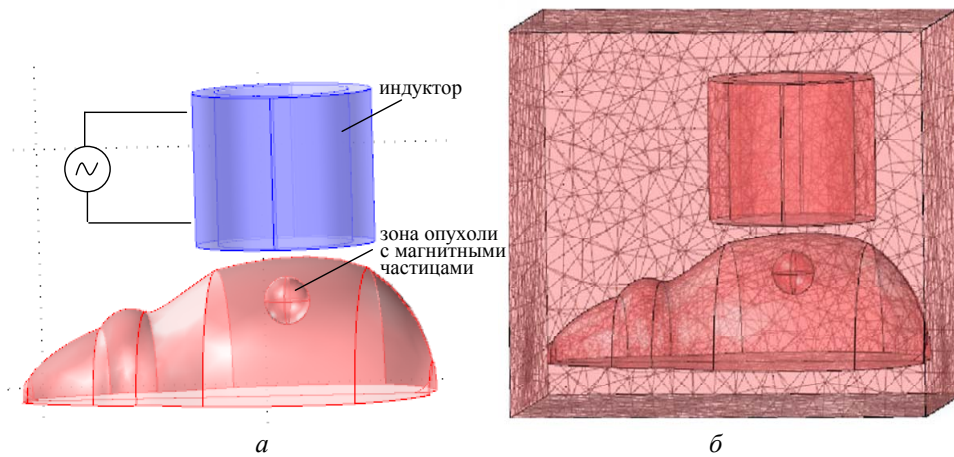 индуктор
зона опухоли
с магнитными
частицами
а
б